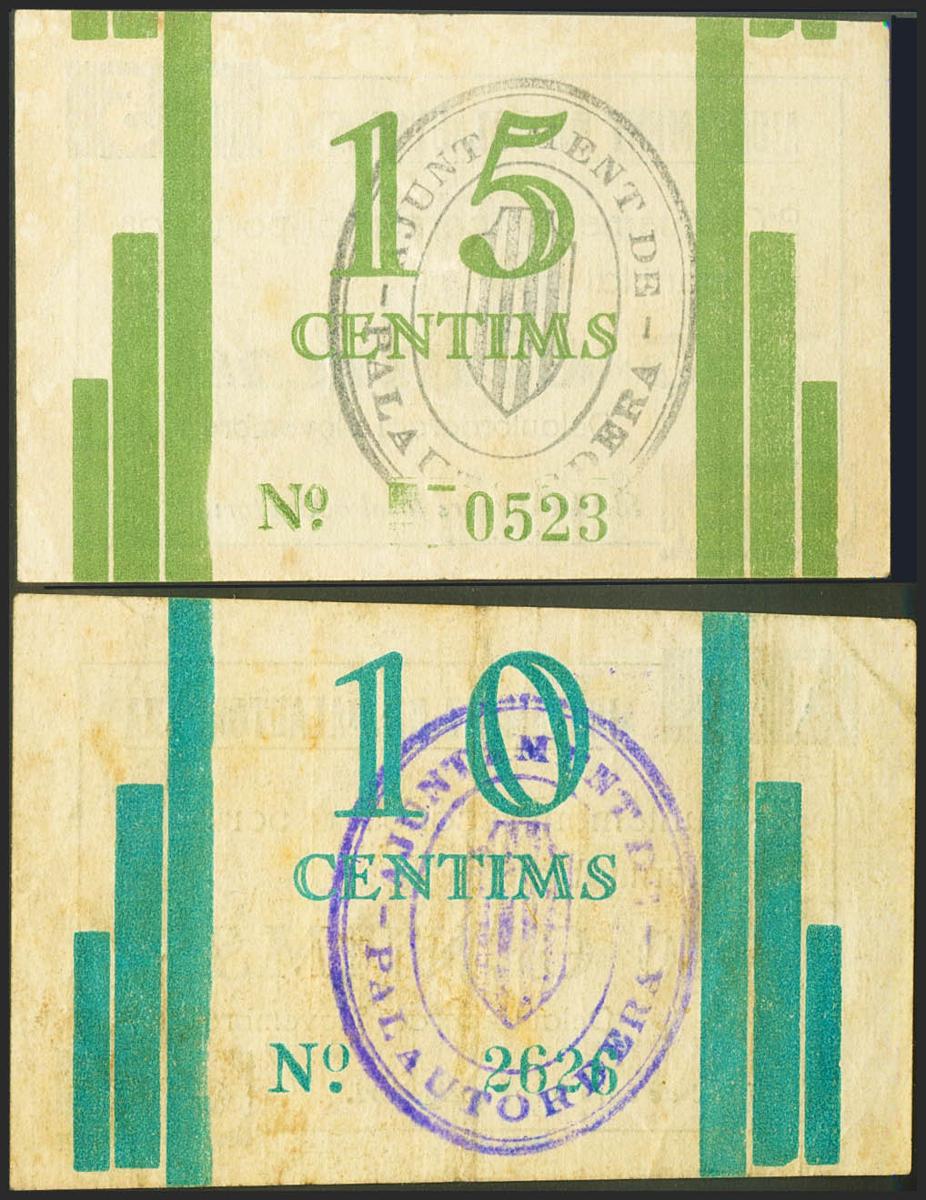 15
CENTIMS
Nº 0523
AJUNTAMENT DE - PALAUTORDERA -
10
CENTIMS
Nº 2626
AJUNTAMENT DE - PALAUTORDERA -